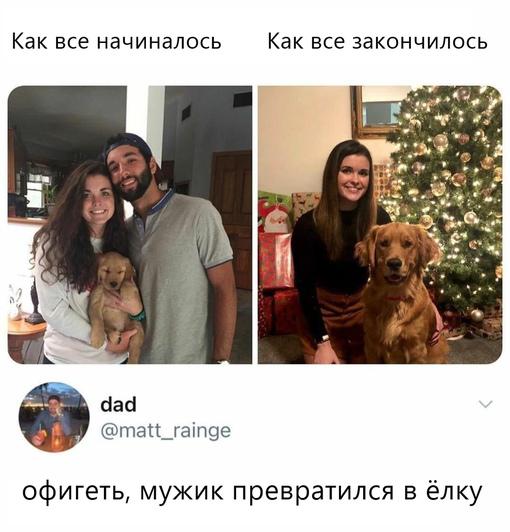 Как все начиналось
Как все закончилось
dad
@matt_rainge
офигеть, мужик превратился в ёлку